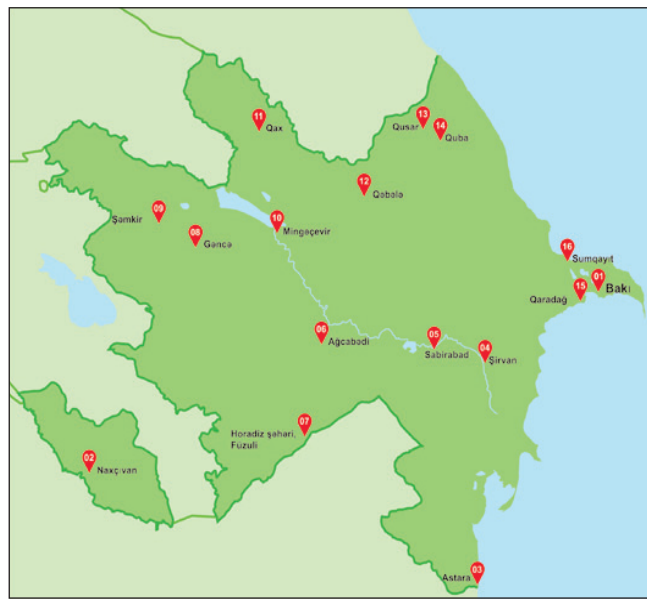 11
Qax
13
Qusar
14
Quba
12
Qəbələ
09
Şəmkir
08
Gəncə
10
Mingəçevir
16
Sumqayıt
01
Bakı
15
Qaradağ
06
Ağcabədi
05
Sabirabad
04
Şirvan
07
Horadiz şəhəri,
Füzuli
02
Naxçıvan
03
Astara